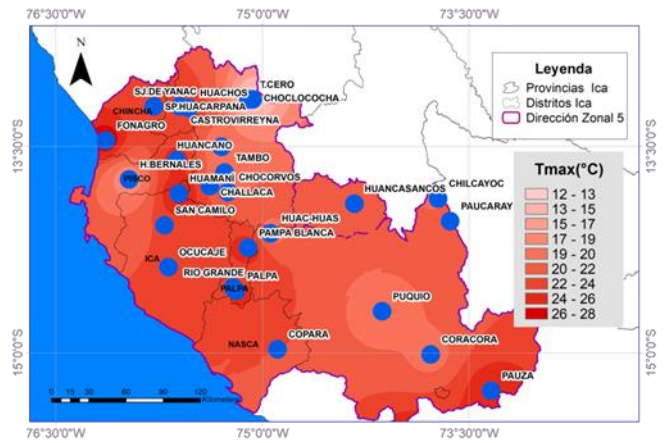 76°30'0"W 75°0'0"W 73°30'0"W
N
T.CERO
SJ.DE YANAC HUACHOS
CHOCLOCOCHA
CHINCHA SP.HUACARPANA
CASTROVIRREYNA
FONAGRO
13°30'0"S 13°30'0"S
HUANCANO
TAMBO
H.BERNALES
PISCO HUAMANÍ CHOCORVOS
HUANCASANCOS CHILCAYOC
CHALLACA
SAN CAMILO HUAC-HUAS PAUCARAY
PAMPA BLANCA
ICA OCUCAJE
RIO GRANDE PALPA
PALPA
PUQUIO
COPARA
NASCA CORACORA
15°0'0"S 15°0'0"S
PAUZA
0 15 30 60 90 120
Kilometers
76°30'0"W 75°0'0"W 73°30'0"W
Leyenda
Provincias Ica
Distritos Ica
Dirección Zonal 5
Tmax(°C)
12 - 13
13 - 15
15 - 17
17 - 19
19 - 20
20 - 22
22 - 24
24 - 26
26 - 28